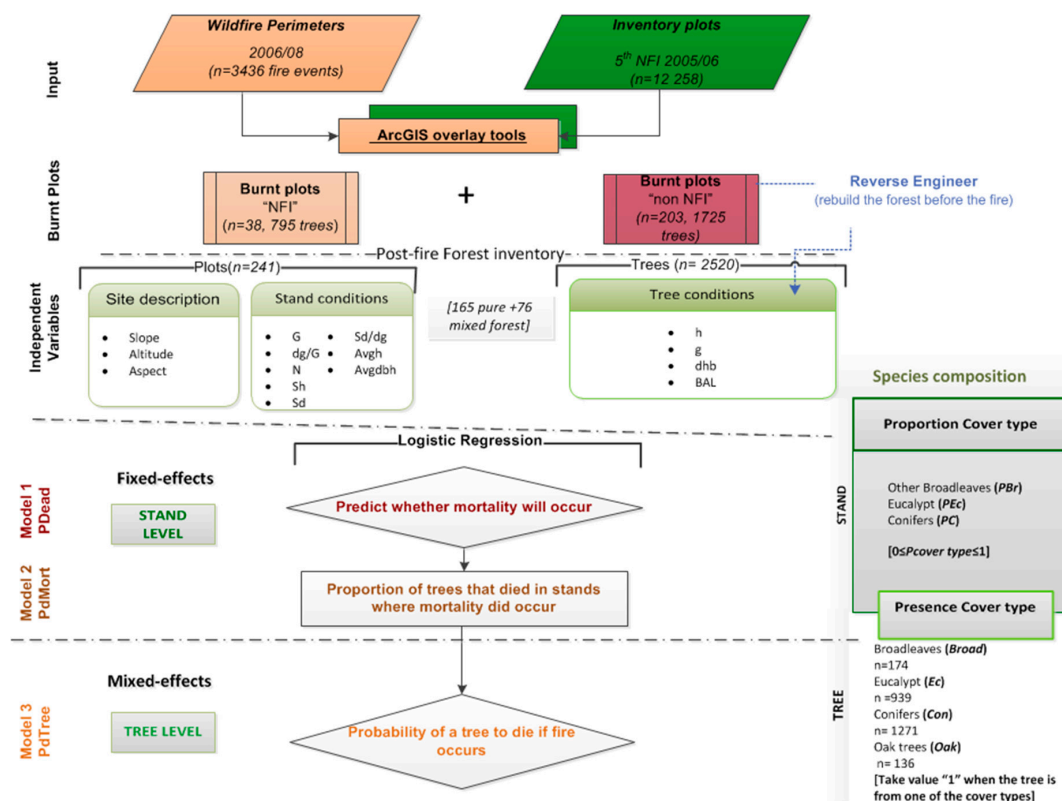 Input
Wildfire Perimeters
2006/08
(n=3436 fire events)
Inventory plots
5th NFI 2005/06
(n=12 258)
ArcGIS overlay tools
Burnt Plots
Burnt plots
“NFI”
(n=38, 795 trees)
+
Burnt plots
“non NFI”
(n=203, 1725
trees)
Reverse Engineer
(rebuild the forest before the fire)
Post-fire Forest inventory
Independent
Variables
Plots(n=241)
Site description
• Slope
• Altitude
• Aspect
Stand conditions
• G
• dg/G
• N
• Sh
• Sd
• Sd/dg
• Avgh
• Avgdbh
[165 pure +76
mixed forest]
Trees (n= 2520)
Tree conditions
• h
• g
• dhb
• BAL
Species composition
STAND
Proportion Cover type
Other Broadleaves (PBr)
Eucalypt (PEc)
Conifers (PC)
[0≤Pcover type≤1]
Logistic Regression
Model 1
PDead
Fixed-effects
STAND
LEVEL
Predict whether mortality will occur
Model 2
PdMort
Proportion of trees that died in stands
where mortality did occur
Model 3
PdTree
Mixed-effects
TREE LEVEL
Probability of a tree to die if fire
occurs
TREE
Presence Cover type
Broadleaves (Broad)
n=174
Eucalypt (Ec)
n =939
Conifers (Con)
n= 1271
Oak trees (Oak)
n= 136
[Take value “1” when the tree is
from one of the cover types]